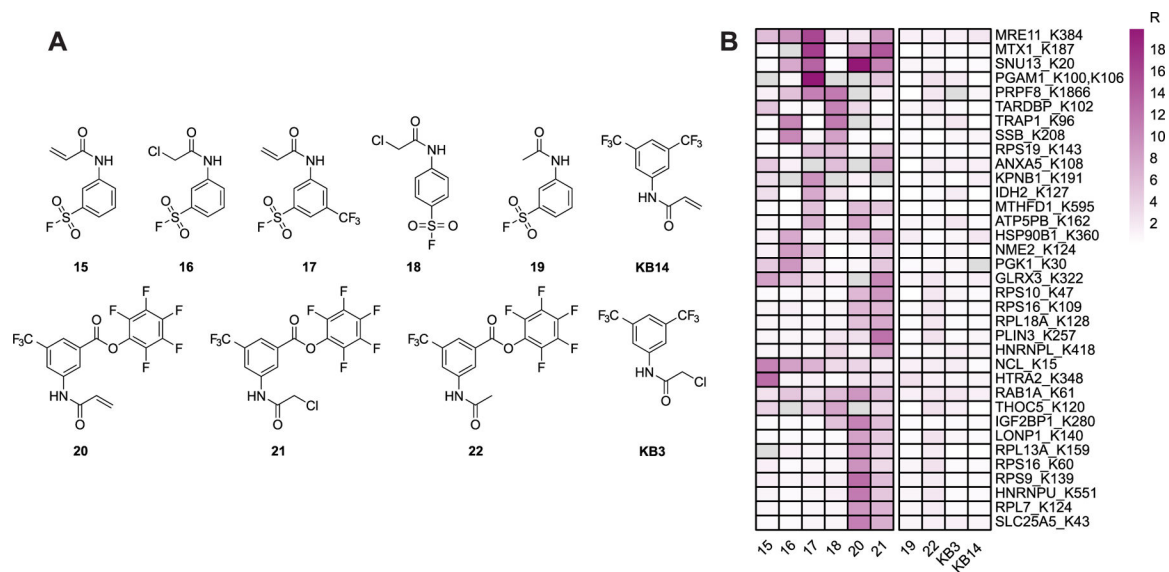 A
B
R
O
NH
O
S
O
F
15
Cl
O
NH
O
S
O
F
16
O
NH
O
S
O
F
CF3
17
Cl
O
NH
O
S
O
F
18
O
NH
O
S
O
F
19
F3C
CF3
HN
O
KB14
F3C
O
O
F
F
F
F
F
NH
O
20
F3C
O
O
F
F
F
F
F
NH
O
Cl
21
F3C
O
O
F
F
F
F
F
NH
O
22
F3C
CF3
NH
O
Cl
KB3
MRE11_K384
MTX1_K187
SNU13_K20
PGAM1_K100,K106
PRPF8_K1866
TARDBP_K102
TRAP1_K96
SSB_K208
RPS19_K143
ANXA5_K108
KPNB1_K191
IDH2_K127
MTHFD1_K595
ATP5PB_K162
HSP90B1_K360
NME2_K124
PGK1_K30
GLRX3_K322
RPS10_K47
RPS16_K109
RPL18A_K128
PLIN3_K257
HNRNPL_K418
NCL_K15
HTRA2_K348
RAB1A_K61
THOC5_K120
IGF2BP1_K280
LONP1_K140
RPL13A_K159
RPS16_K60
RPS9_K139
HNRNPU_K551
RPL7_K124
SLC25A5_K43
15 16 17 18 20 21 19 22 KB3 KB14
18
16
14
12
10
8
6
4
2